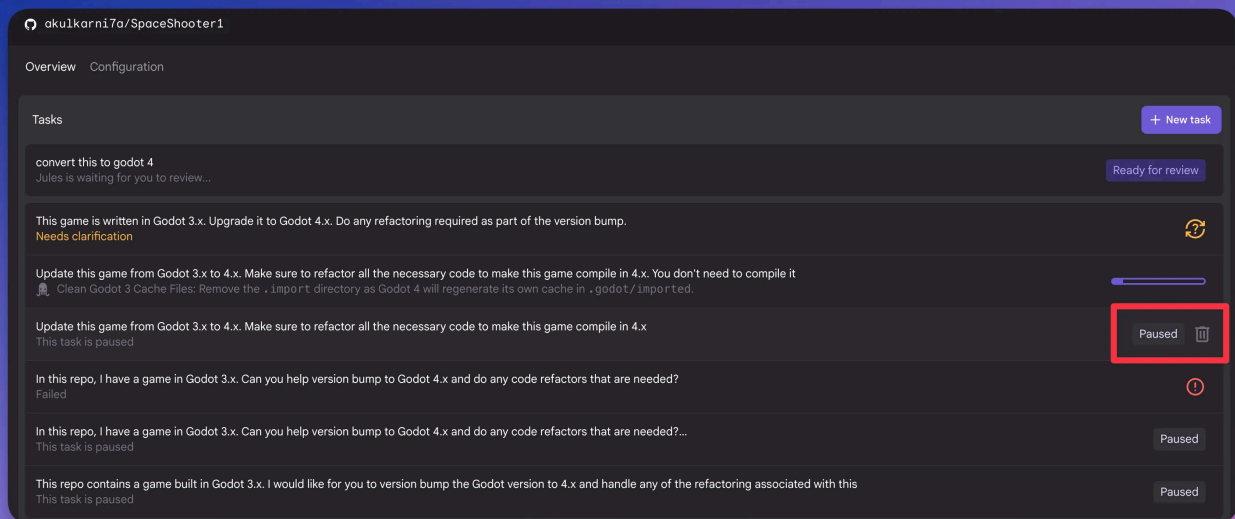 akulkarni7a/SpaceShooter1
Overview Configuration
Tasks
+ New task
convert this to godot 4
Jules is waiting for you to review...
Ready for review
This game is written in Godot 3.x. Upgrade it to Godot 4.x. Do any refactoring required as part of the version bump.
Needs clarification
Update this game from Godot 3.x to 4.x. Make sure to refactor all the necessary code to make this game compile in 4.x. You don't need to compile it
Clean Godot 3 Cache Files: Remove the .import directory as Godot 4 will regenerate its own cache in .godot/imported.
Update this game from Godot 3.x to 4.x. Make sure to refactor all the necessary code to make this game compile in 4.x
This task is paused
Paused
In this repo, I have a game in Godot 3.x. Can you help version bump to Godot 4.x and do any code refactors that are needed?
Failed
In this repo, I have a game in Godot 3.x. Can you help version bump to Godot 4.x and do any code refactors that are needed?...
This task is paused
Paused
This repo contains a game built in Godot 3.x. I would like for you to version bump the Godot version to 4.x and handle any of the refactoring associated with this
This task is paused
Paused